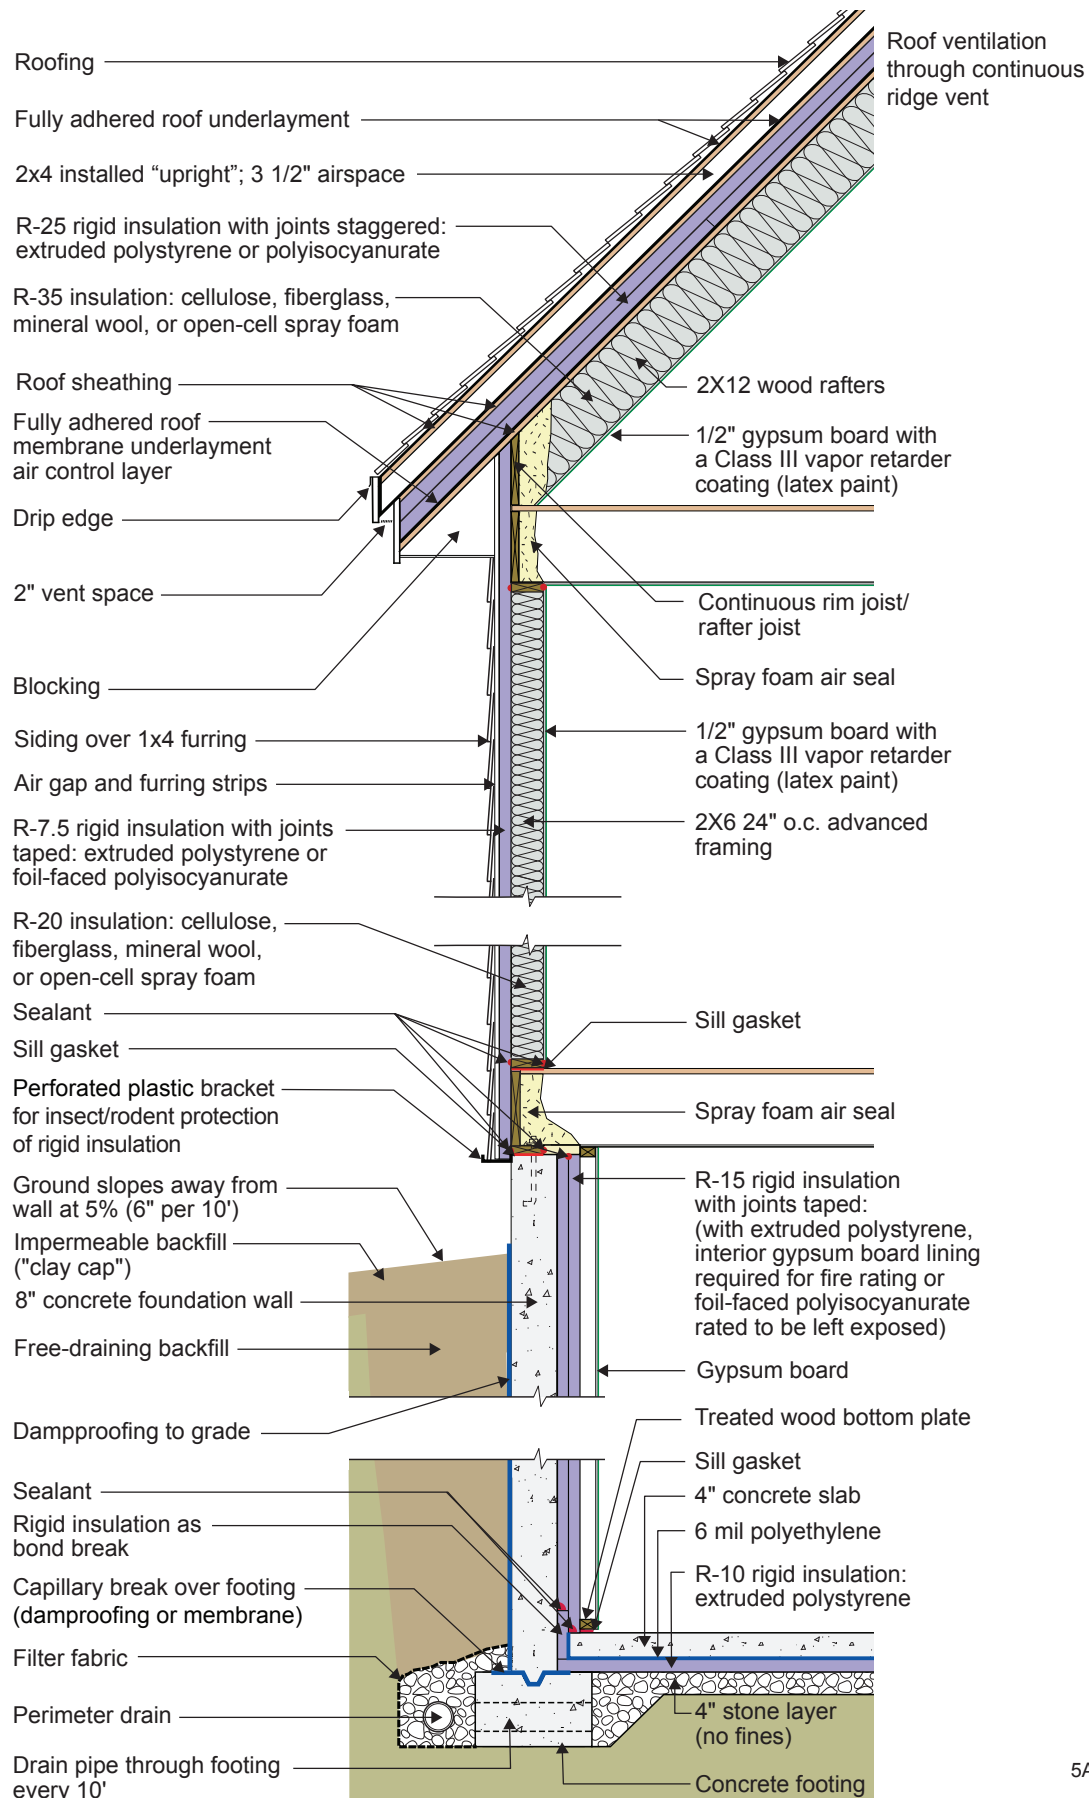 Roofing
Fully adhered roof underlayment
2x4 installed “upright”; 3 1/2" airspace
R-25 rigid insulation with joints staggered:
extruded polystyrene or polyisocyanurate
R-35 insulation: cellulose, fiberglass,
mineral wool, or open-cell spray foam
Roof sheathing
Fully adhered roof
membrane underlayment
air control layer
Drip edge
2" vent space
Blocking
Siding over 1x4 furring
Air gap and furring strips
R-7.5 rigid insulation with joints
taped: extruded polystyrene or
foil-faced polyisocyanurate
R-20 insulation: cellulose,
fiberglass, mineral wool,
or open-cell spray foam
Sealant
Sill gasket
Perforated plastic bracket
for insect/rodent protection
of rigid insulation
Ground slopes away from
wall at 5% (6" per 10')
Impermeable backfill
("clay cap")
8" concrete foundation wall
Free-draining backfill
Dampproofing to grade
Sealant
Rigid insulation as
bond break
Capillary break over footing
(damproofing or membrane)
Filter fabric
Perimeter drain
Drain pipe through footing
every 10'
Roof ventilation
through continuous
ridge vent
2X12 wood rafters
1/2" gypsum board with
a Class III vapor retarder
coating (latex paint)
Continuous rim joist/
rafter joist
Spray foam air seal
1/2" gypsum board with
a Class III vapor retarder
coating (latex paint)
2X6 24" o.c. advanced
framing
Sill gasket
Spray foam air seal
R-15 rigid insulation
with joints taped:
(with extruded polystyrene,
interior gypsum board lining
required for fire rating or
foil-faced polyisocyanurate
rated to be left exposed)
Gypsum board
Treated wood bottom plate
Sill gasket
4" concrete slab
6 mil polyethylene
R-10 rigid insulation:
extruded polystyrene
4" stone layer
(no fines)
Concrete footing
5A